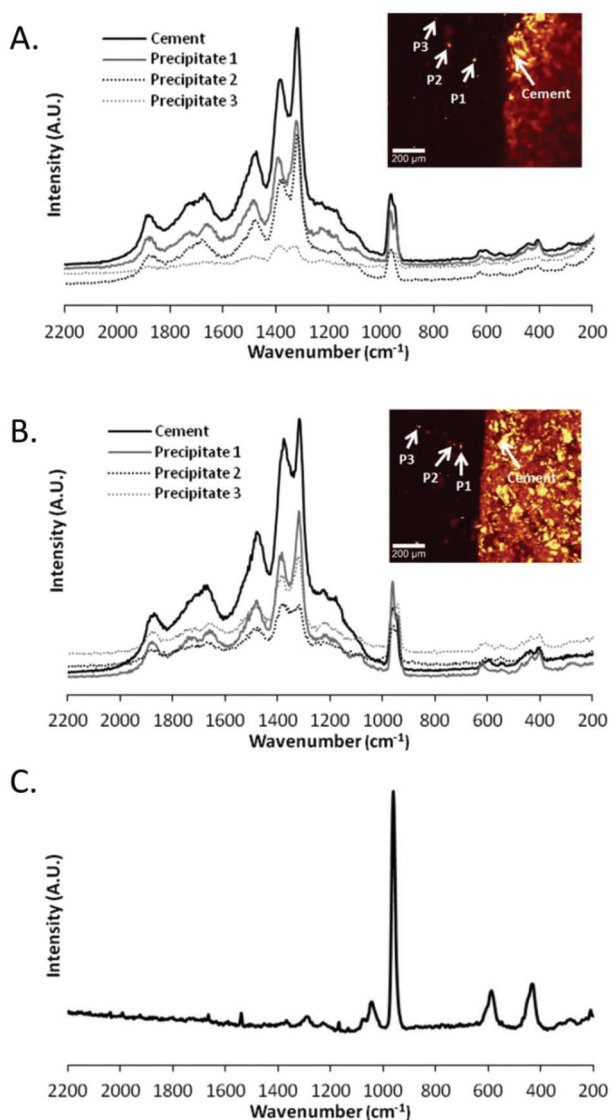 A.
Cement
Precipitate 1
Precipitate 2
Precipitate 3
P3
P2
P1
Cement
200 µm
Intensity (A.U.)
2200 2000 1800 1600 1400 1200 1000 800 600 400 200
Wavenumber (cm-1)
B.
Cement
Precipitate 1
Precipitate 2
Precipitate 3
P3
P2
P1
Cement
200 µm
Intensity (A.U.)
2200 2000 1800 1600 1400 1200 1000 800 600 400 200
Wavenumber (cm-1)
C.
Intensity (A.U.)
2200 2000 1800 1600 1400 1200 1000 800 600 400 200
Wavenumber (cm-1)